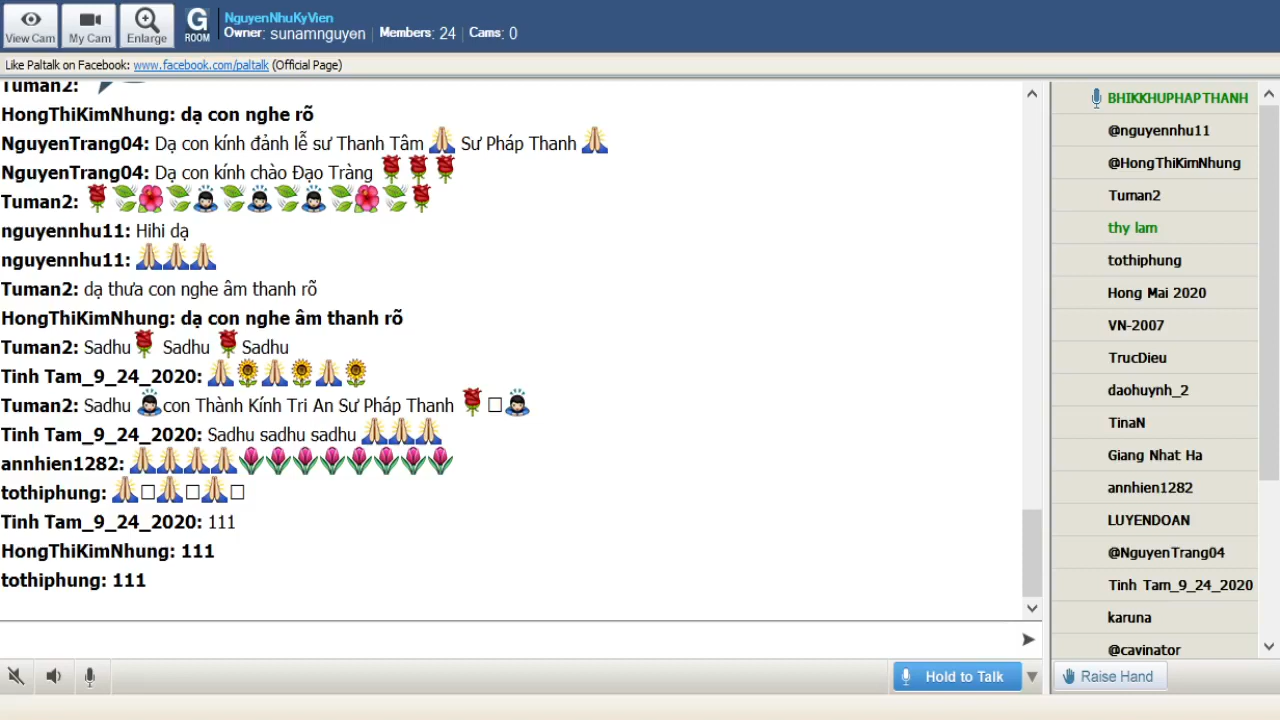 View Cam
My Cam
Enlarge
G
ROOM
NguyenNhuKyVien
Owner: sunamnguyen | Members: 24 | Cams: 0
Like Paltalk on Facebook: www.facebook.com/paltalk (Official Page)
Tuman2:
HongThiKimNhung: dạ con nghe rõ
NguyenTrang04: Dạ con kính đảnh lễ sư Thanh Tâm 🙏 Sư Pháp Thanh 🙏
NguyenTrang04: Dạ con kính chào Đạo Tràng 🌹🌹🌹
Tuman2: 🌹🌿🌺🌿🙇🌿🙇🌿🙇🌿🌺🌿🌹
nguyennhu11: Hihi dạ
nguyennhu11: 🙏🙏🙏
Tuman2: dạ thưa con nghe âm thanh rõ
HongThiKimNhung: dạ con nghe âm thanh rõ
Tuman2: Sadhu🌹 Sadhu 🌹Sadhu
Tinh Tam_9_24_2020: 🙏🌻🙏🌻🙏🌻
Tuman2: Sadhu 🙇con Thành Kính Tri An Sư Pháp Thanh 🌹□🙇
Tinh Tam_9_24_2020: Sadhu sadhu sadhu 🙏🙏🙏
annhien1282: 🙏🙏🙏🙏🌷🌷🌷🌷🌷🌷🌷🌷
tothiphung: 🙏□🙏□🙏□
Tinh Tam_9_24_2020: 111
HongThiKimNhung: 111
tothiphung: 111
Hold to Talk
BHIKKHUPHAPTHANH
@nguyennhu11
@HongThiKimNhung
Tuman2
thy lam
tothiphung
Hong Mai 2020
VN-2007
TrucDieu
daohuynh_2
TinaN
Giang Nhat Ha
annhien1282
LUYENDOAN
@NguyenTrang04
Tinh Tam_9_24_2020
karuna
@cavinator
Raise Hand